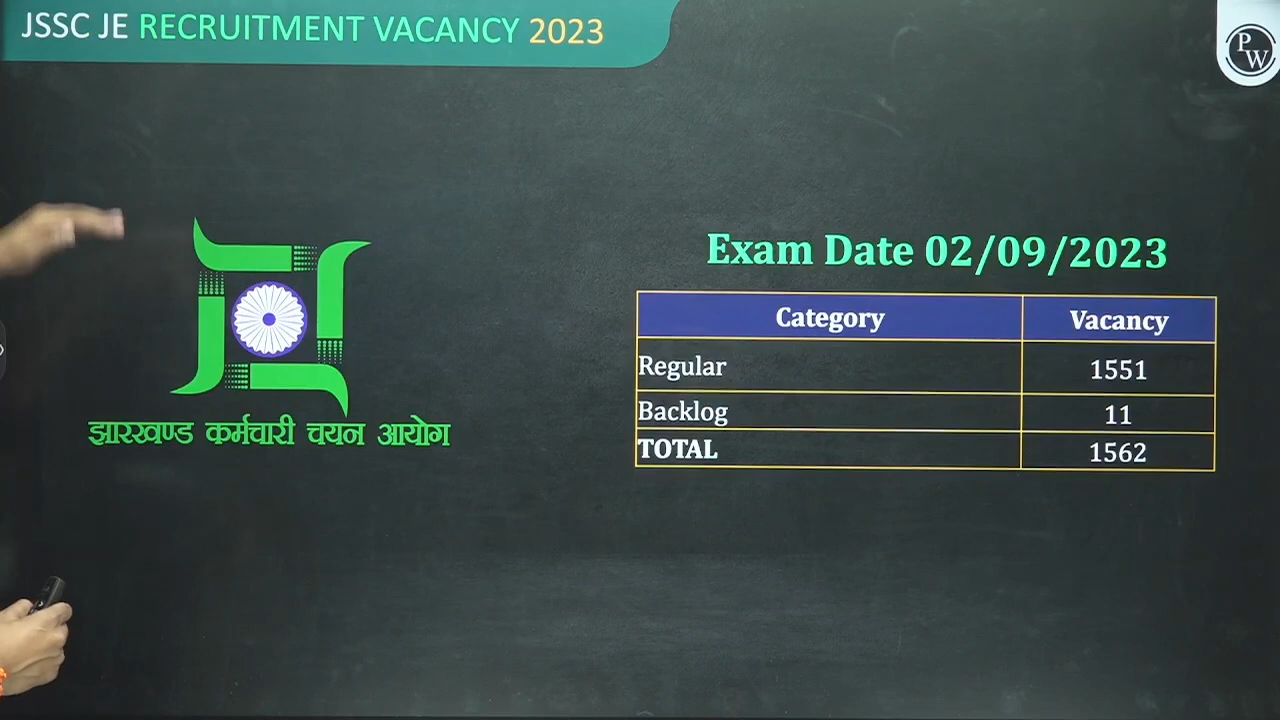 JSSC JE RECRUITMENT VACANCY 2023
PW
झारखण्ड कर्मचारी चयन आयोग
Exam Date 02/09/2023
Category Vacancy
Regular 1551
Backlog 11
TOTAL 1562